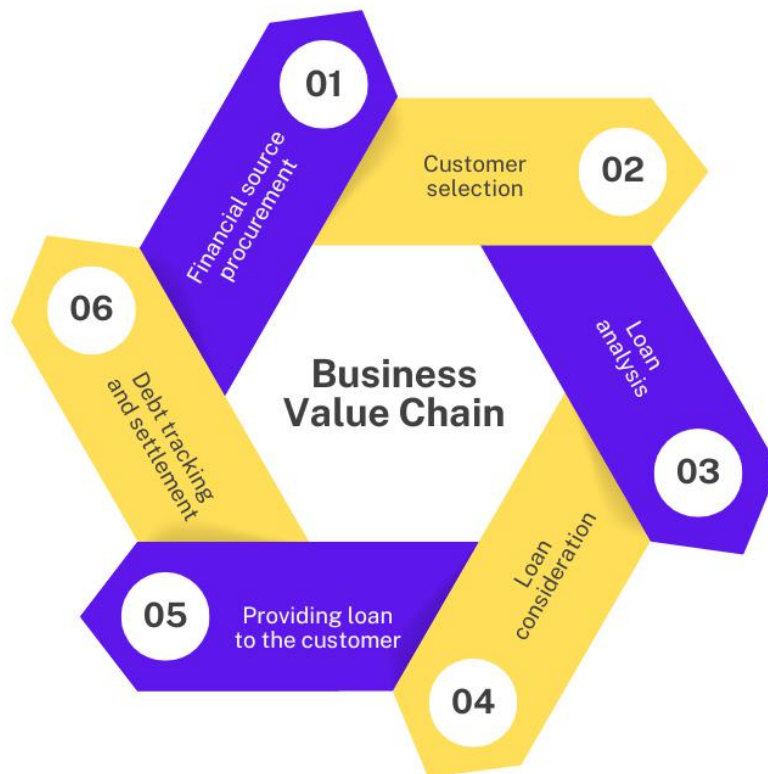 01
Financial source
procurement
Customer
selection
02
Loan
analysis
03
Loan
consideration
04
05
Providing loan
to the customer
06
Debt tracking
and settlement
Business
Value Chain